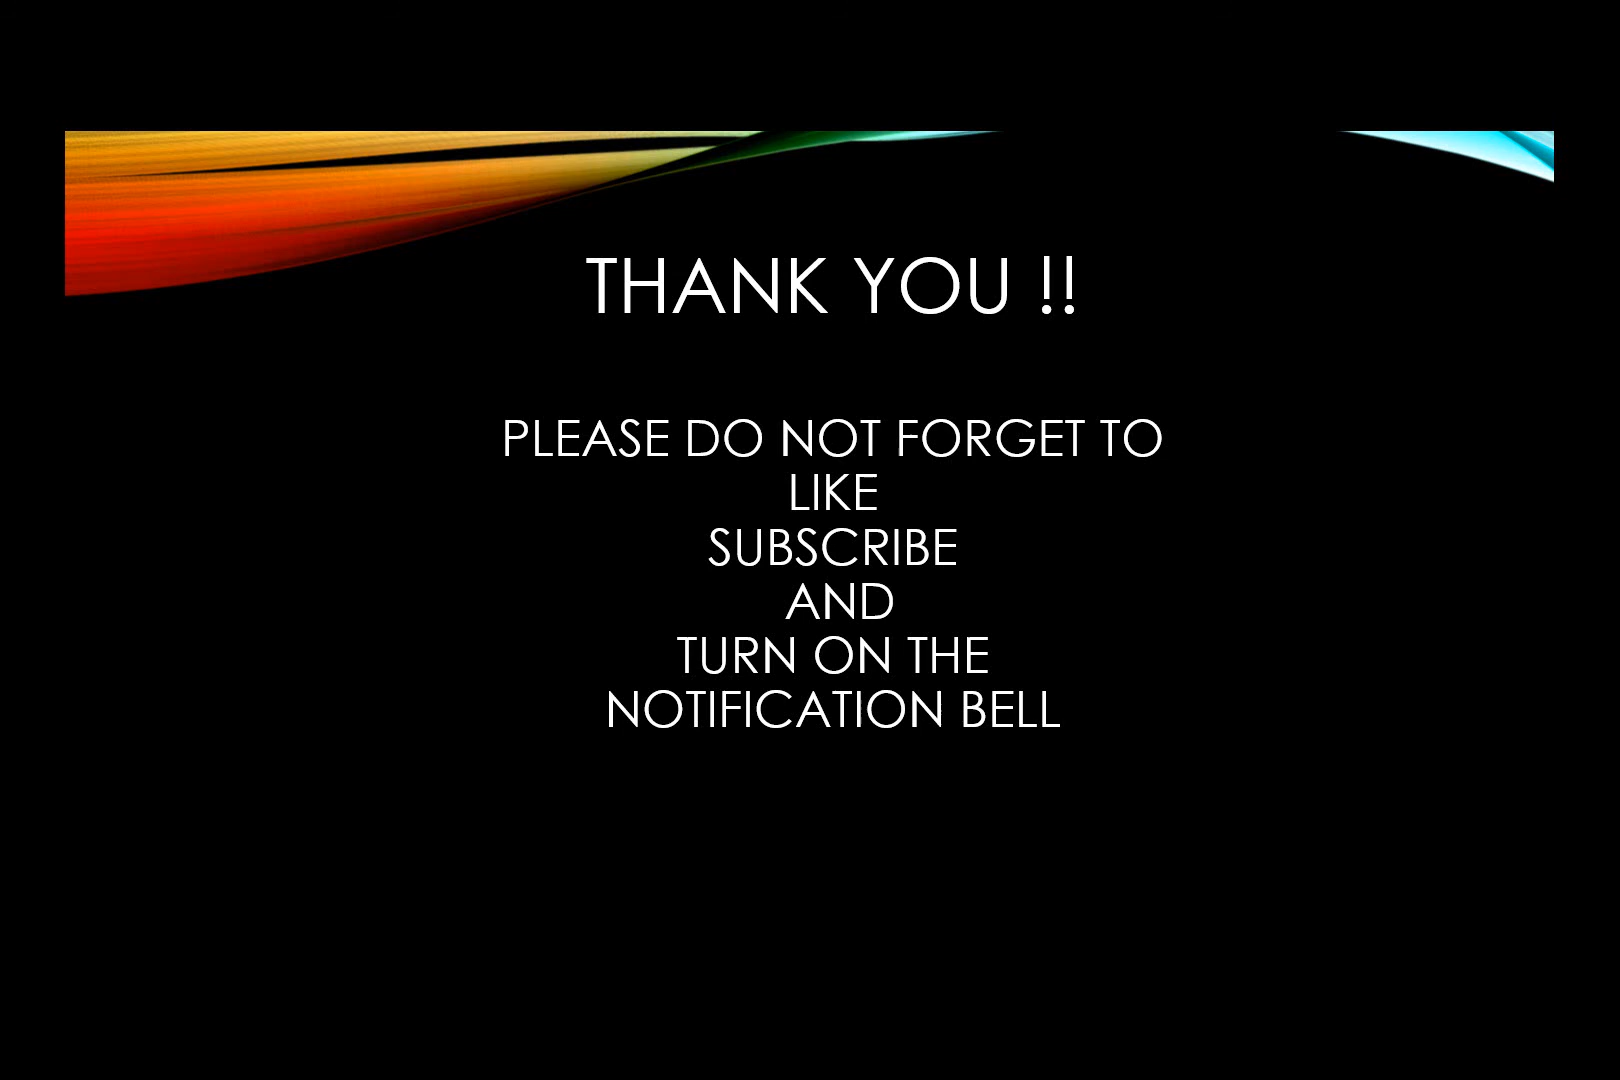 THANK YOU !!
PLEASE DO NOT FORGET TO
LIKE
SUBSCRIBE
AND
TURN ON THE
NOTIFICATION BELL